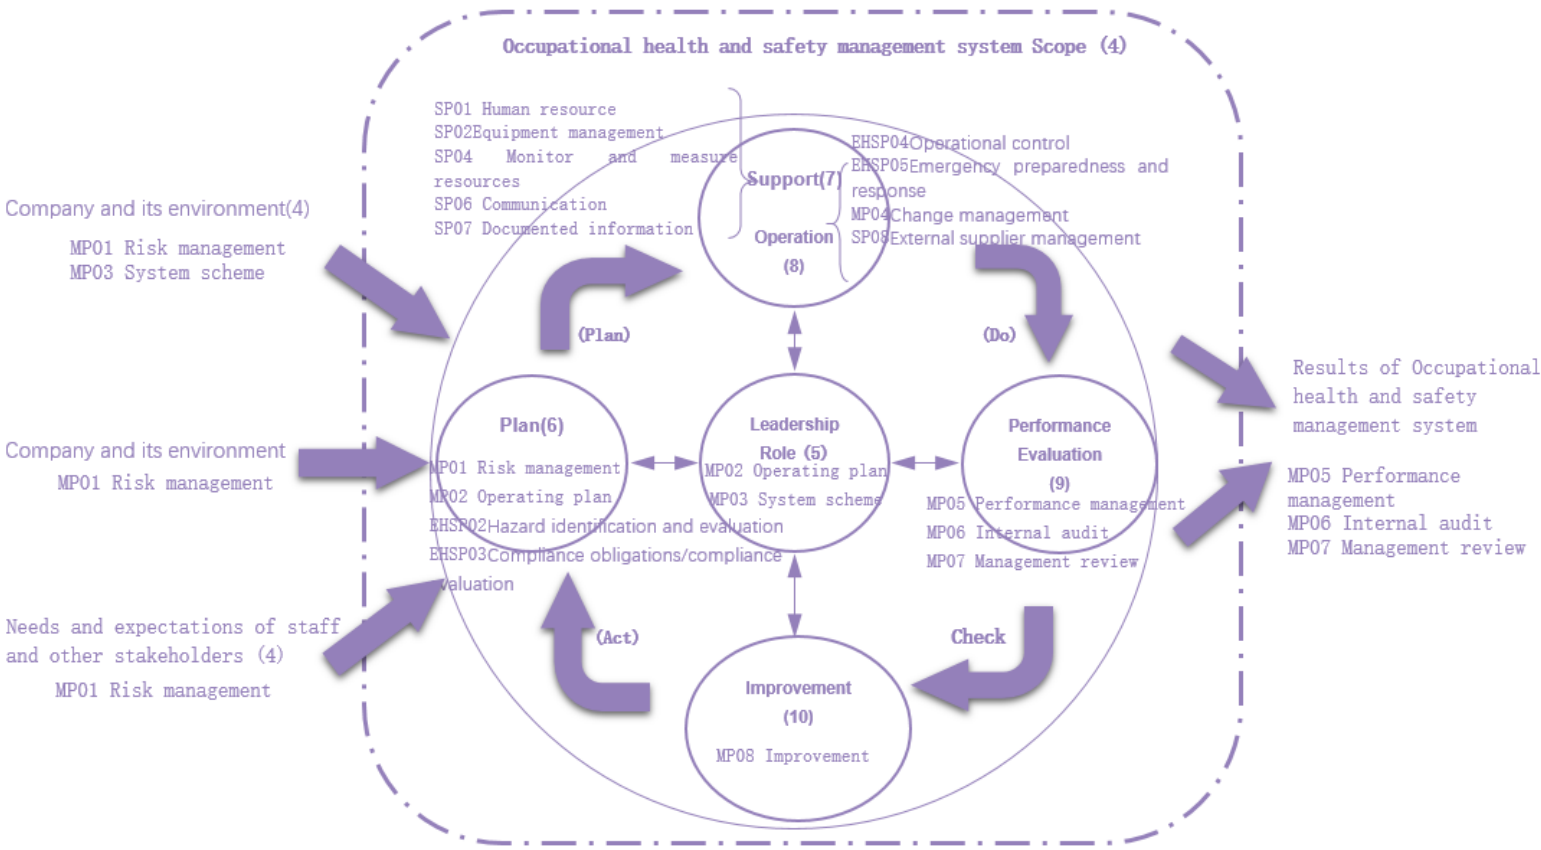 Occupational health and safety management system Scope (4)
SP01 Human resource
SP02Equipment management
SP04 Monitor and measure
resources
SP06 Communication
SP07 Documented information
Support(7)
Operation
(8)
EHSP04Operational control
EHSP05Emergency preparedness and
response
MP04Change management
SP08External supplier management
Company and its environment(4)
MP01 Risk management
MP03 System scheme
(Plan)
(Do)
Company and its environment
MP01 Risk management
Plan(6)
MP01 Risk management
MP02 Operating plan
EHSP02Hazard identification and evaluation
EHSP03Compliance obligations/compliance
evaluation
Leadership
Role (5)
MP02 Operating plan
MP03 System scheme
Performance
Evaluation
(9)
MP05 Performance management
MP06 Internal audit
MP07 Management review
Results of Occupational
health and safety
management system
MP05 Performance
management
MP06 Internal audit
MP07 Management review
Needs and expectations of staff
and other stakeholders (4)
MP01 Risk management
(Act)
Check
Improvement
(10)
MP08 Improvement